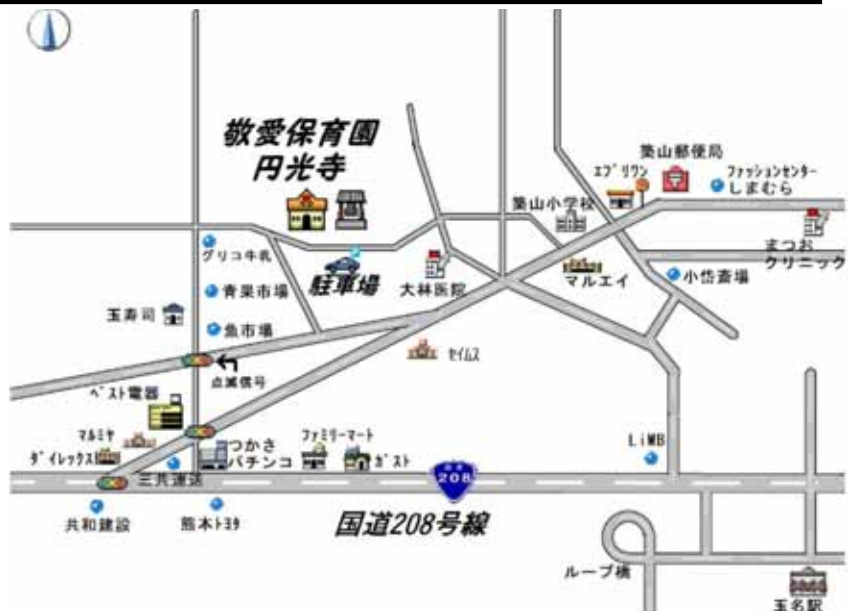 敬愛保育園
円光寺
築山郵便局
エブリワン
ファッションセンター
しまむら
築山小学校
まつお
クリニック
グリコ牛乳
駐車場
大林医院
マルエイ
小岱斎場
青果市場
玉寿司
魚市場
セイムス
点滅信号
ベスト電器
マルミヤ
つかさ
パチンコ
ファミリーマート
LiMB
ダイレックス
ガスト
三共運送
208
共和建設
熊本トヨタ
国道208号線
ループ橋
玉名駅